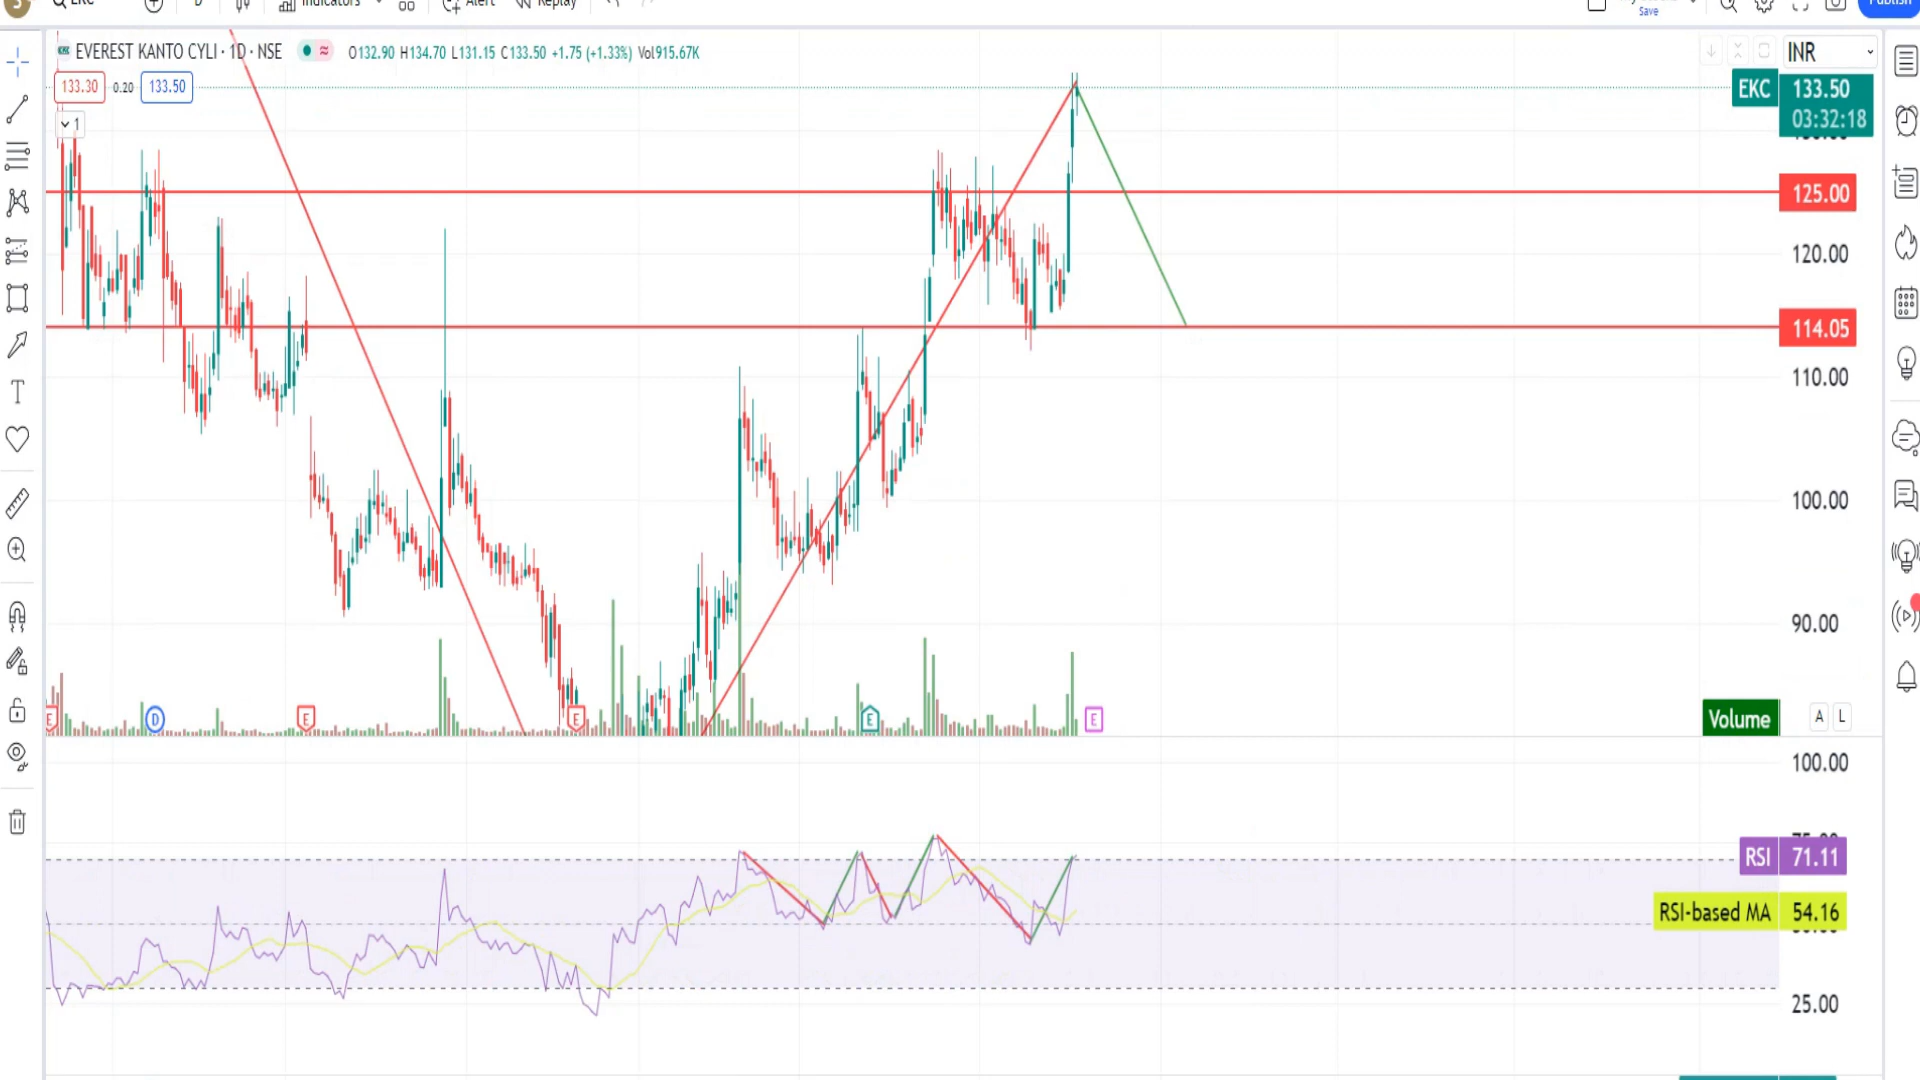 S EKC D Indicators Alert Replay Save Publish
EVEREST KANTO CYLI · 1D · NSE O132.90 H134.70 L131.15 C133.50 +1.75 (+1.33%) Vol915.67K
INR
133.30 0.20 133.50
EKC 133.50
03:32:18
1
125.00
120.00
114.05
110.00
100.00
90.00
E D E E E E
Volume A L
100.00
RSI 71.11
RSI-based MA 54.16
25.00
T